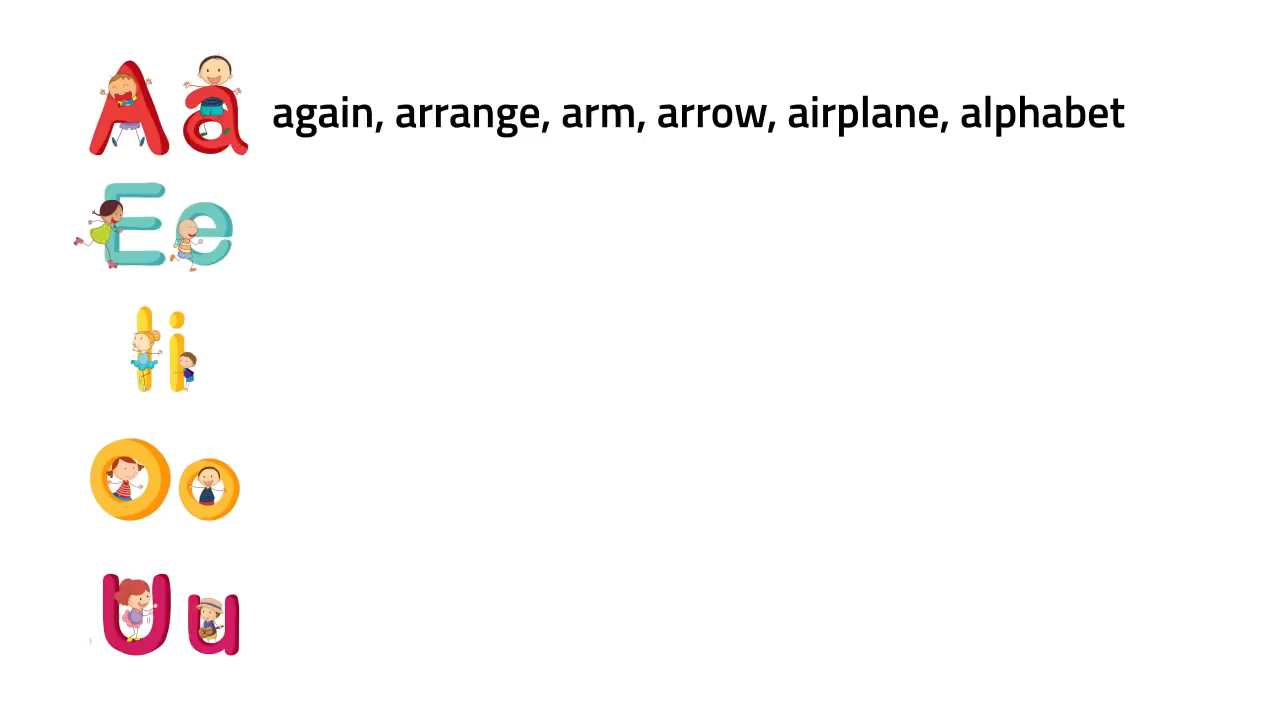 Aa again, arrange, arm, arrow, airplane, alphabet
Ee
Ii
Oo
Uu